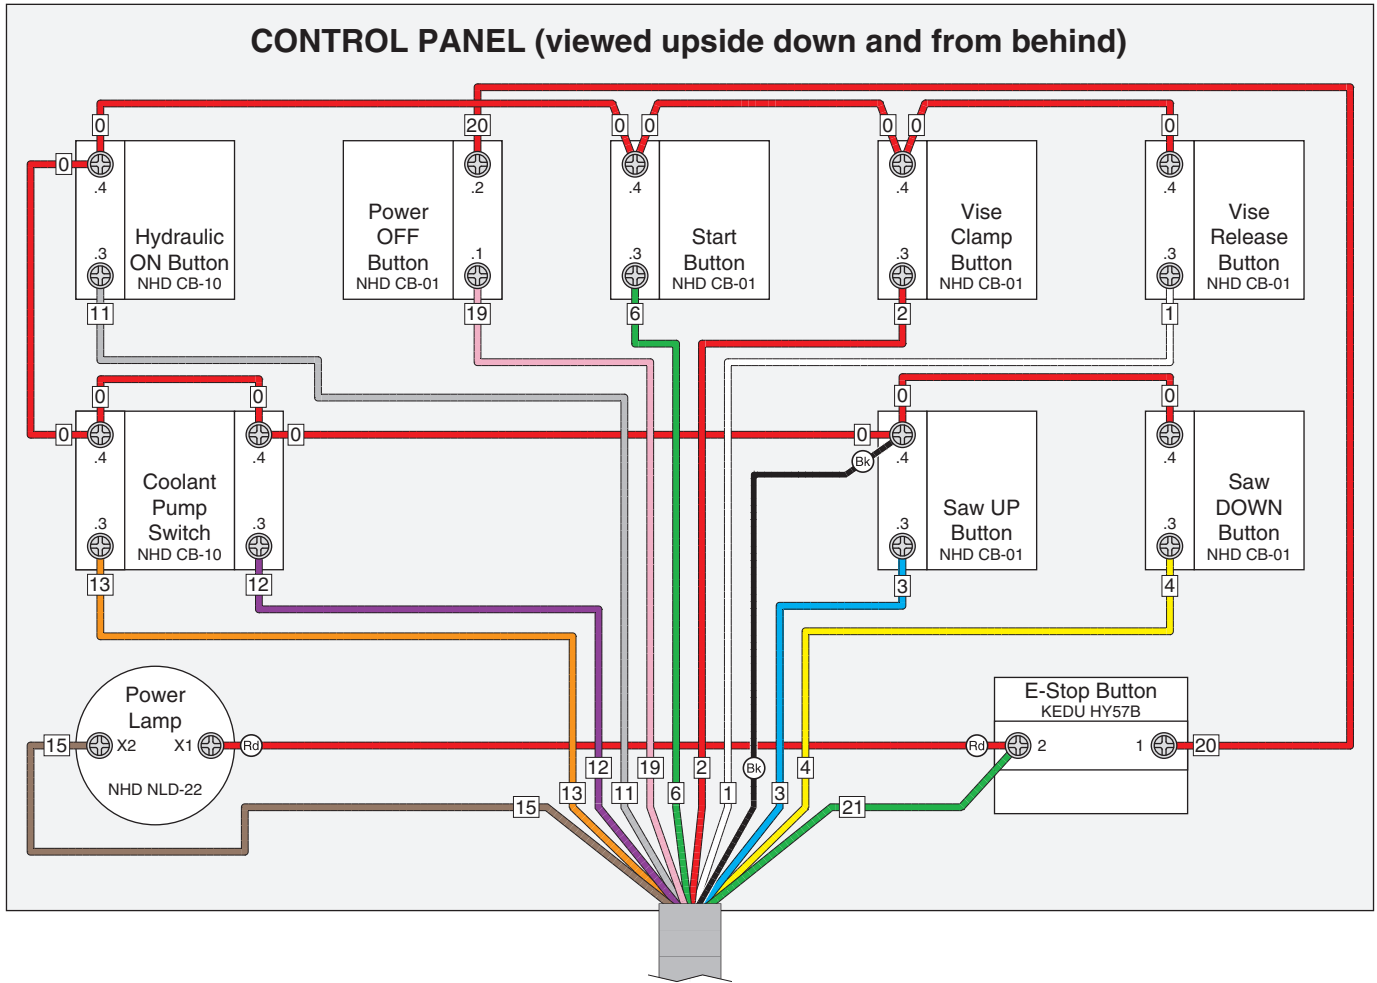 CONTROL PANEL (viewed upside down and from behind)
0 20 0 0 0 0 0
0
.4 .2 .4 .4 .4
Hydraulic
ON Button
NHD CB-10
.3
Power
OFF
Button
NHD CB-01
.1
Start
Button
NHD CB-01
.3
Vise
Clamp
Button
NHD CB-01
.3
Vise
Release
Button
NHD CB-01
.3
11 19 6 2 1
0 0 0 0
0 0 0
.4 .4 .4 .4
Bk
Coolant
Pump
Switch
NHD CB-10
.3 .3
Saw UP
Button
NHD CB-01
.3
Saw
DOWN
Button
NHD CB-01
.3
13 12 3 4
Power
Lamp
X2 X1
NHD NLD-22
15 Rd
E-Stop Button
KEDU HY57B
Rd 2 1 20
12 19 2 Bk 4
13 11 6 1 3
15 21